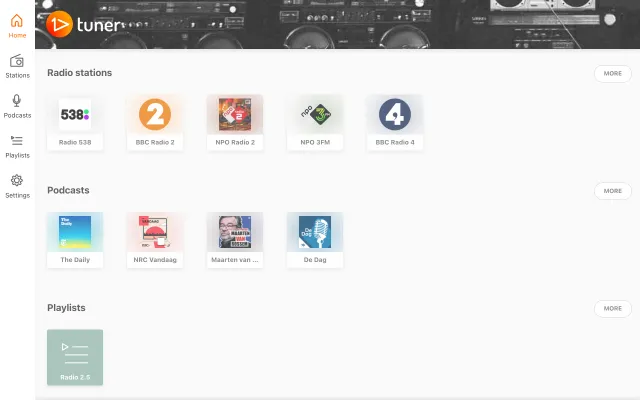 tuner
Home
Stations
Podcasts
Playlists
Settings
Radio stations
MORE
538
2
NPO
3
4
Radio 538
BBC Radio 2
NPO Radio 2
NPO 3FM
BBC Radio 4
Podcasts
MORE
The
Daily
VANDAAG
MAARTEN
VAN
ROSSEM
De
Dag
The Daily
NRC Vandaag
Maarten van ...
De Dag
Playlists
MORE
Radio 2.5